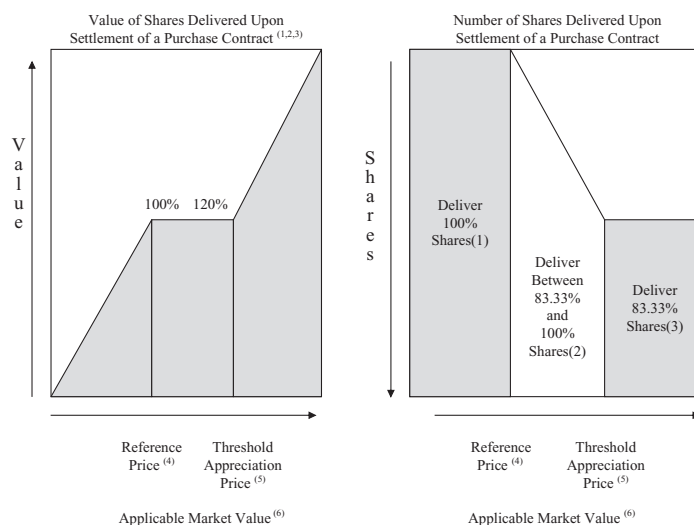 Value of Shares Delivered Upon
Settlement of a Purchase Contract (1,2,3)
Value
100%
120%
Reference
Price (4)
Threshold
Appreciation
Price (5)
Applicable Market Value (6)
Number of Shares Delivered Upon
Settlement of a Purchase Contract
Shares
Deliver
100%
Shares(1)
Deliver
Between
83.33%
and
100%
Shares(2)
Deliver
83.33%
Shares(3)
Reference
Price (4)
Threshold
Appreciation
Price (5)
Applicable Market Value (6)